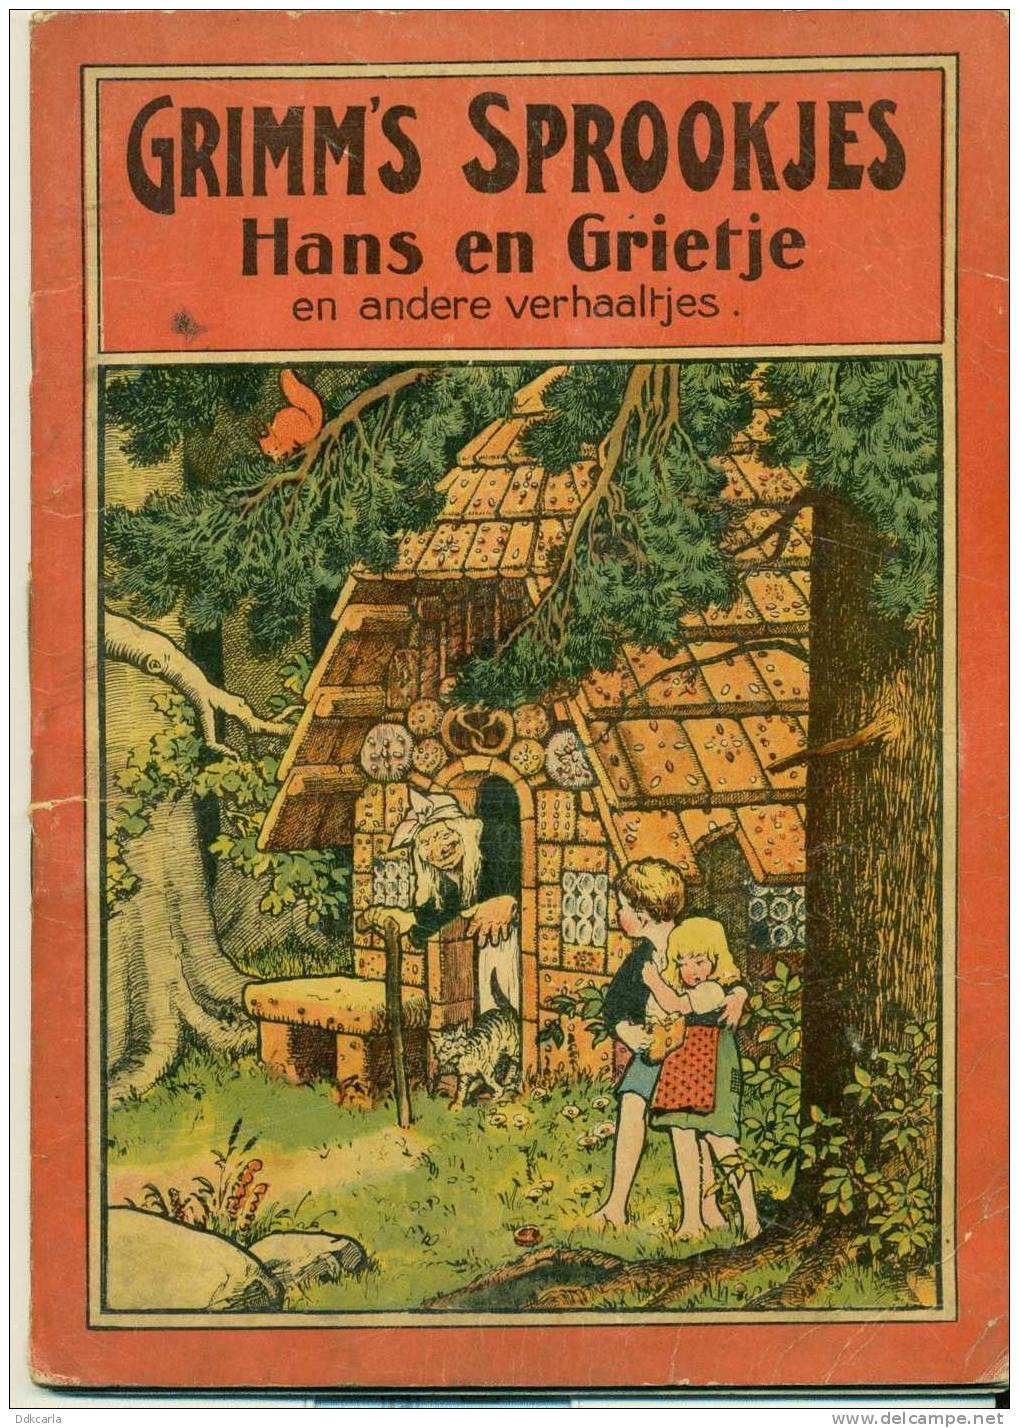 GRIMM'S SPROOKJES
Hans en Grietje
en andere verhaaltjes.
Ddkcarla
www.delcampe.net